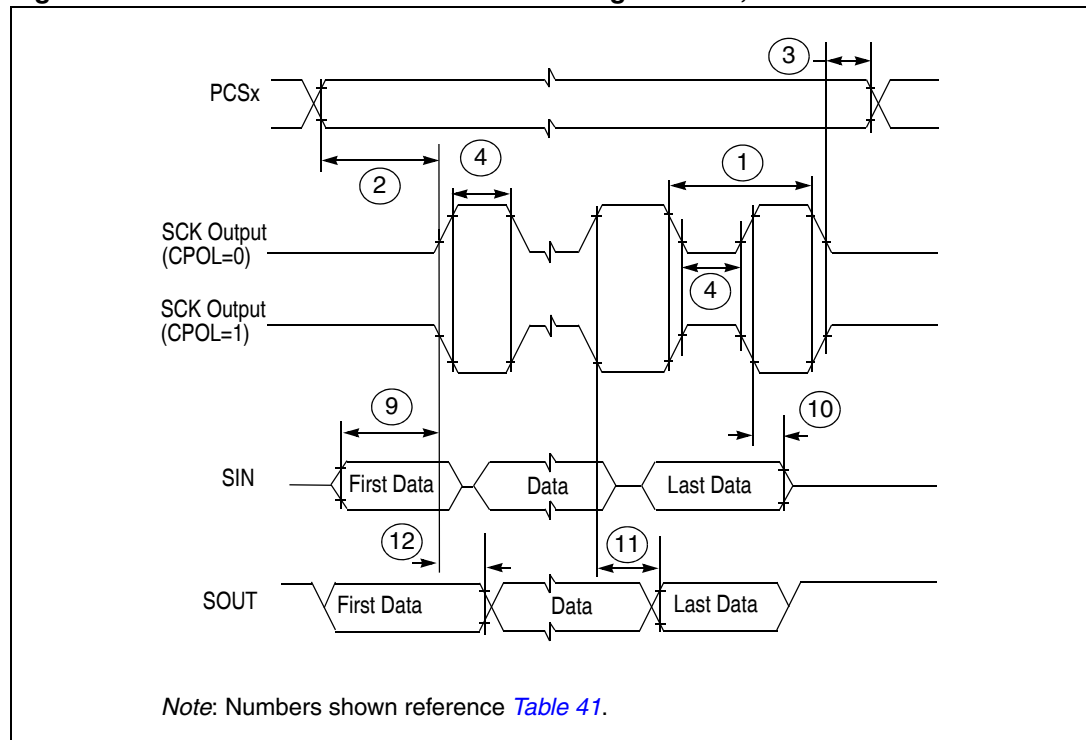 3
PCSx
4
1
2
SCK Output
(CPOL=0)
4
SCK Output
(CPOL=1)
9
10
SIN
First Data
Data
Last Data
12
11
SOUT
First Data
Data
Last Data
Note: Numbers shown reference Table 41.